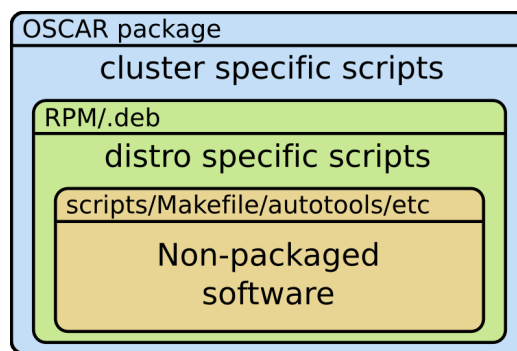 OSCAR package
cluster specific scripts
RPM/.deb
distro specific scripts
scripts/Makefile/autotools/etc
Non-packaged
software